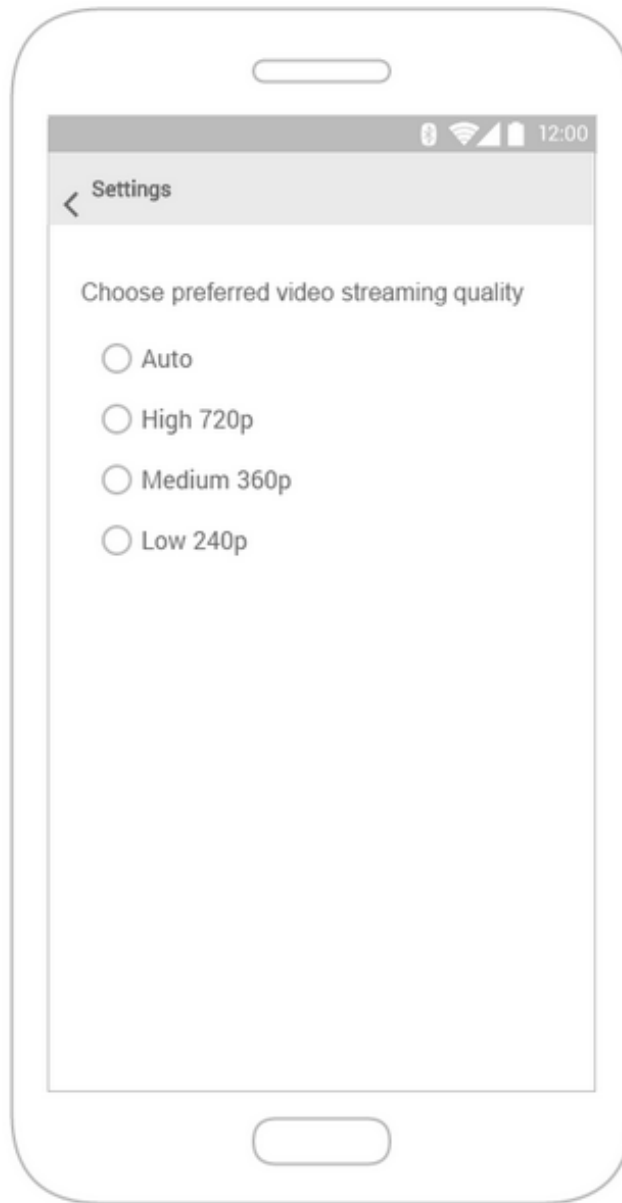 12:00
Settings
Choose preferred video streaming quality
Auto
High 720p
Medium 360p
Low 240p